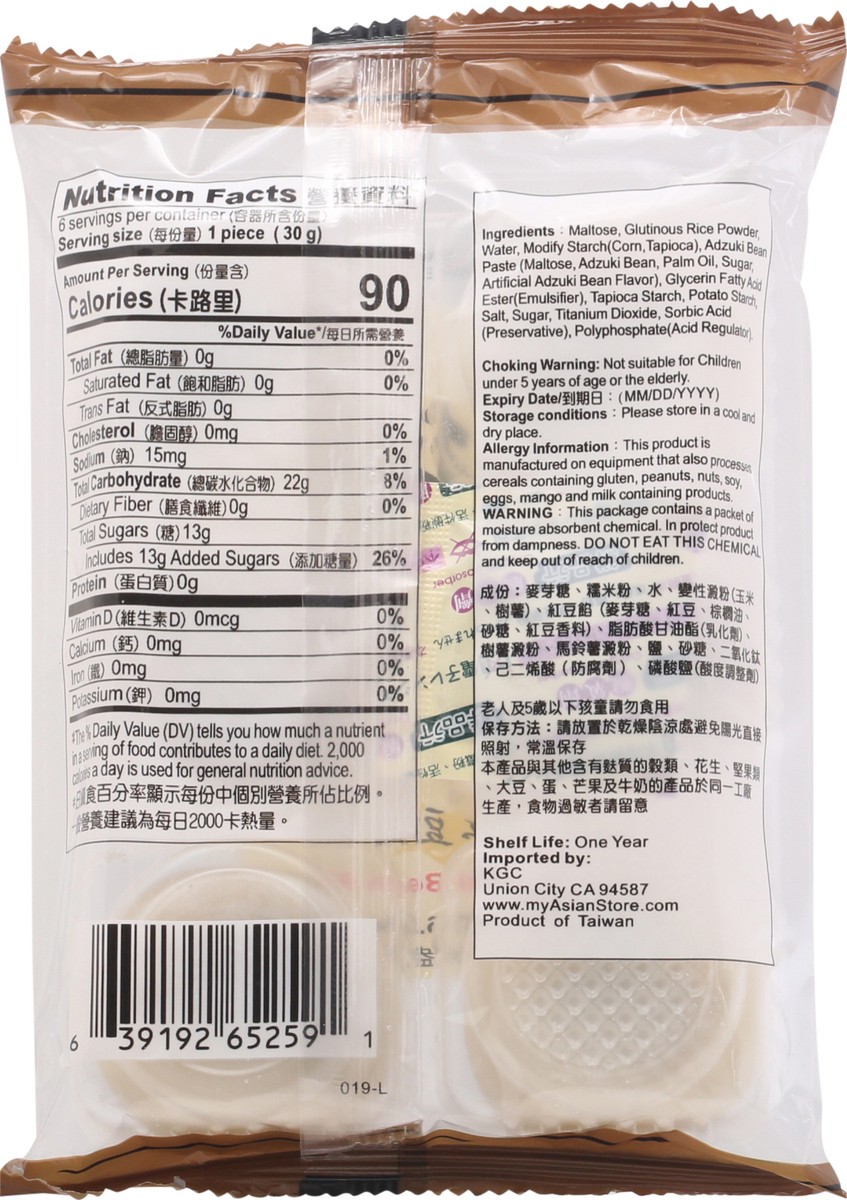 Nutrition Facts 營養資料
6 servings per container (容器所含份量)
Serving size (每份量) 1 piece ( 30 g)
Amount Per Serving (份量含)
Calories (卡路里) 90
%Daily Value*/每日所需營養
Total Fat (總脂肪量) 0g 0%
Saturated Fat (飽和脂肪) 0g 0%
Trans Fat (反式脂肪) 0g
Cholesterol (膽固醇) 0mg 0%
Sodium (鈉) 15mg 1%
Total Carbohydrate (總碳水化合物) 22g 8%
Dietary Fiber (膳食纖維) 0g 0%
Total Sugars (糖) 13g
Includes 13g Added Sugars (添加糖量) 26%
Protein (蛋白質) 0g
Vitamin D (維生素D) 0mcg 0%
Calcium (鈣) 0mg 0%
Iron (鐵) 0mg 0%
Potassium (鉀) 0mg 0%
*The % Daily Value (DV) tells you how much a nutrient
in a serving of food contributes to a daily diet. 2,000
calories a day is used for general nutrition advice.
食百分率顯示每份中個別營養所佔比例。
一般營養建議為每日2000卡熱量。
6 39192 65259 1
019-L
Ingredients：Maltose, Glutinous Rice Powder,
Water, Modify Starch(Corn,Tapioca), Adzuki Bean
Paste (Maltose, Adzuki Bean, Palm Oil, Sugar,
Artificial Adzuki Bean Flavor), Glycerin Fatty Acid
Ester(Emulsifier), Tapioca Starch, Potato Starch,
Salt, Sugar, Titanium Dioxide, Sorbic Acid
(Preservative), Polyphosphate(Acid Regulator).
Choking Warning: Not suitable for Children
under 5 years of age or the elderly.
Expiry Date/到期日：(MM/DD/YYYY)
Storage conditions：Please store in a cool and
dry place.
Allergy Information：This product is
manufactured on equipment that also processes
cereals containing gluten, peanuts, nuts, soy,
eggs, mango and milk containing products.
WARNING：This package contains a packet of
moisture absorbent chemical. In protect product
from dampness. DO NOT EAT THIS CHEMICAL
and keep out of reach of children.
成份：麥芽糖、糯米粉、水、變性澱粉(玉米
、樹薯)、紅豆餡 (麥芽糖、紅豆、棕櫚油、
砂糖、紅豆香料)、脂肪酸甘油酯(乳化劑)、
樹薯澱粉、馬鈴薯澱粉、鹽、砂糖、二氧化鈦
、己二烯酸 (防腐劑) 、磷酸鹽(酸度調整劑)
老人及5歲以下孩童請勿食用
保存方法：請放置於乾燥陰涼處避免陽光直接
照射，常溫保存
本產品與其他含有麩質的穀類、花生、堅果類
、大豆、蛋、芒果及牛奶的產品於同一工廠
生產，食物過敏者請留意
Shelf Life: One Year
Imported by:
KGC
Union City CA 94587
www.myAsianStore.com
Product of Taiwan